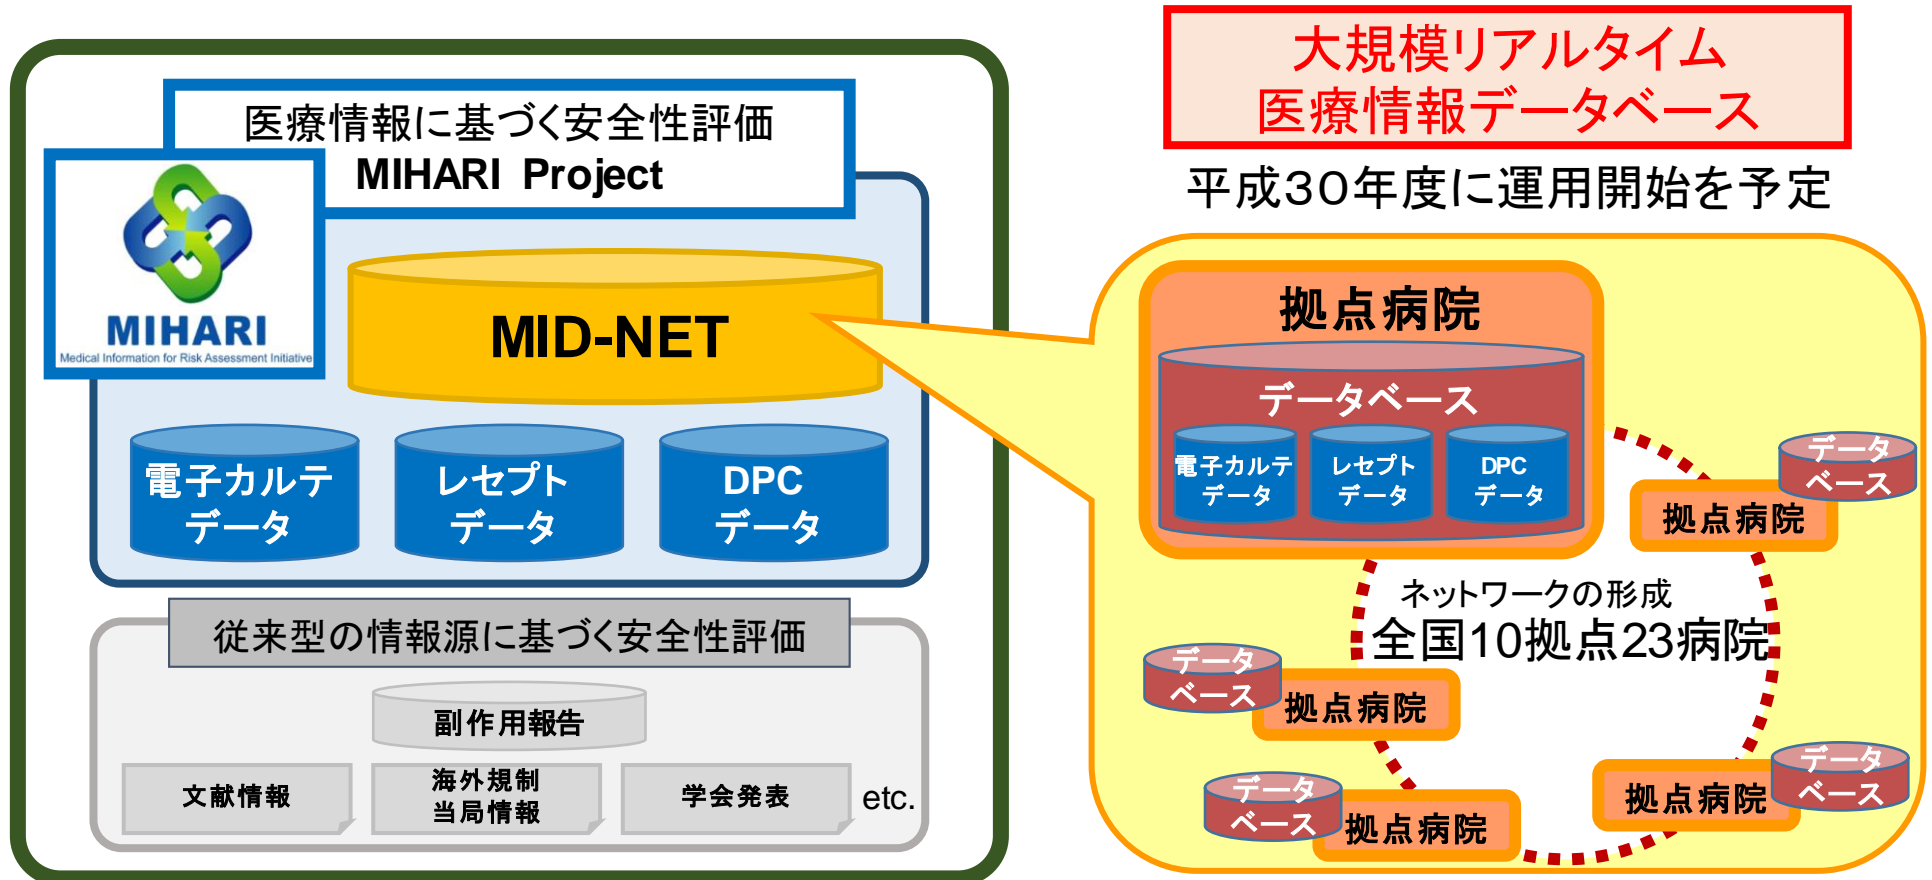 医療情報に基づく安全性評価
MIHARI Project
MIHARI
Medical Information for Risk Assessment Initiative
MID-NET
電子カルテ
データ
レセプト
データ
DPC
データ
従来型の情報源に基づく安全性評価
副作用報告
文献情報
海外規制
当局情報
学会発表
etc.
大規模リアルタイム
医療情報データベース
平成30年度に運用開始を予定
拠点病院
データベース
電子カルテ
データ
レセプト
データ
DPC
データ
データ
ベース
拠点病院
ネットワークの形成
全国10拠点23病院
データ
ベース
拠点病院
データ
ベース
拠点病院
データ
ベース
拠点病院